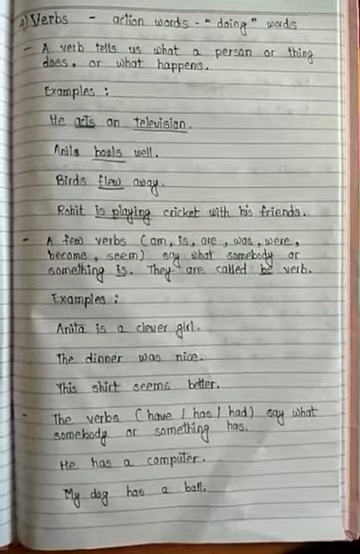 2) Verbs - action words - "doing" words
- A verb tells us what a person or thing
does, or what happens.
Examples :
He acts on television.
Anila bowls well.
Birds flew away.
Rohit is playing cricket with his friends.
- A few verbs (am, is, are, was, were,
become, seem) say what somebody or
something is. They are called be verb.
Examples :
Anita is a clever girl.
The dinner was nice.
This shirt seems better.
- The verbs (have / has / had) say what
somebody or something has.
He has a computer.
My dog has a ball.